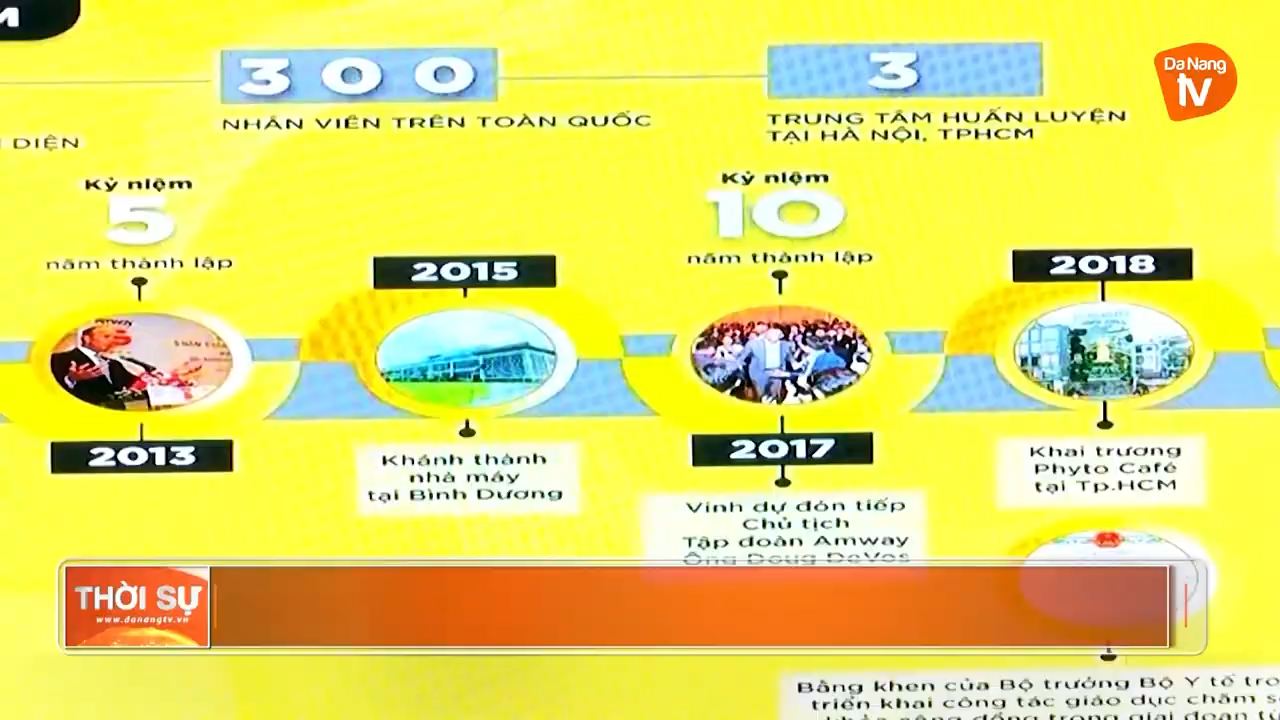 300
3
Da Nang
tv
NHÂN VIÊN TRÊN TOÀN QUỐC
TRUNG TÂM HUẤN LUYỆN
TẠI HÀ NỘI, TPHCM
DIỆN
Kỷ niệm
5
năm thành lập
2015
Kỷ niệm
10
năm thành lập
2018
2013
Khánh thành
nhà máy
tại Bình Dương
2017
Vinh dự đón tiếp
Chủ tịch
Tập đoàn Amway
Ông Doug DeVos
Khai trương
Phyto Café
tại Tp.HCM
THỜI SỰ
www.danangtv.vn
Bằng khen của Bộ trưởng Bộ Y tế tro
triển khai công tác giáo dục chăm s